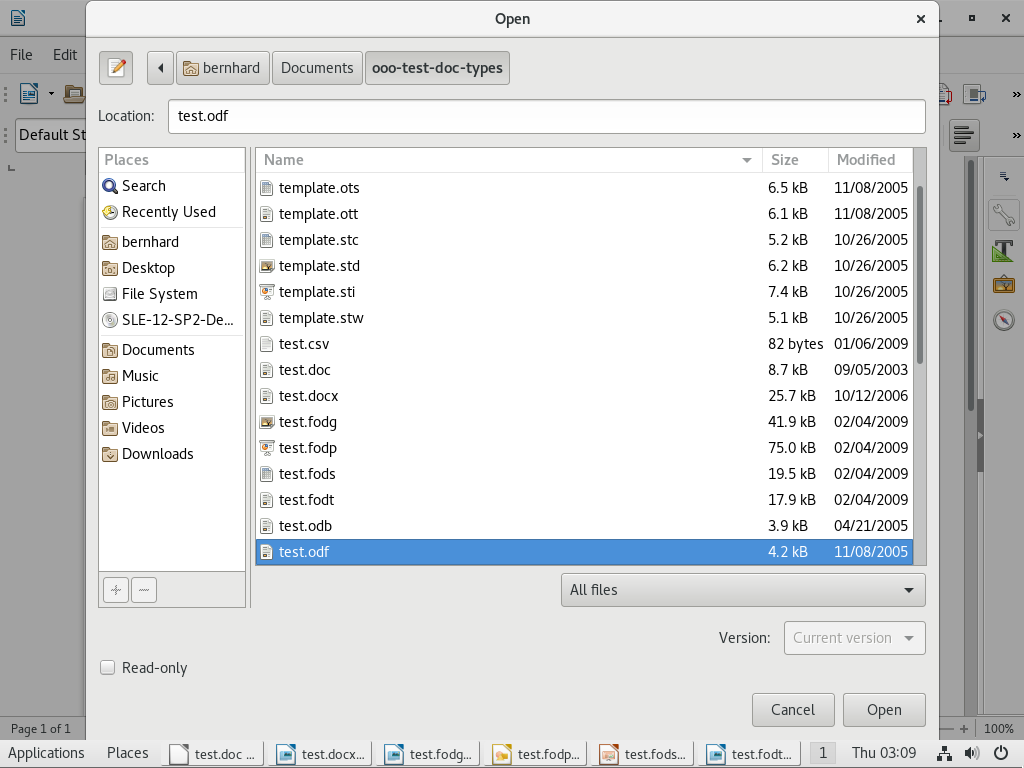 Open
File Edit
bernhard Documents ooo-test-doc-types
Location: test.odf
Default St
Places
Search
Recently Used
bernhard
Desktop
File System
SLE-12-SP2-De...
Documents
Music
Pictures
Videos
Downloads
Name Size Modified
template.ots 6.5 kB 11/08/2005
template.ott 6.1 kB 11/08/2005
template.stc 5.2 kB 10/26/2005
template.std 6.2 kB 10/26/2005
template.sti 7.4 kB 10/26/2005
template.stw 5.1 kB 10/26/2005
test.csv 82 bytes 01/06/2009
test.doc 8.7 kB 09/05/2003
test.docx 25.7 kB 10/12/2006
test.fodg 41.9 kB 02/04/2009
test.fodp 75.0 kB 02/04/2009
test.fods 19.5 kB 02/04/2009
test.fodt 17.9 kB 02/04/2009
test.odb 3.9 kB 04/21/2005
test.odf 4.2 kB 11/08/2005
All files
Version: Current version
Read-only
Cancel Open
Page 1 of 1 100%
Applications Places test.doc ... test.docx... test.fodg... test.fodp... test.fods... test.fodt... 1 Thu 03:09